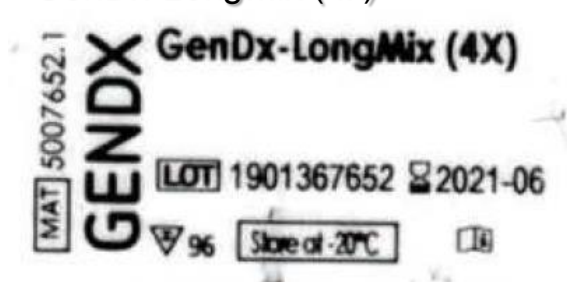 MAT 5007652.1
GENDX
GenDx-LongMix (4X)
LOT 1901367652 2021-06
96 Store at -20°C